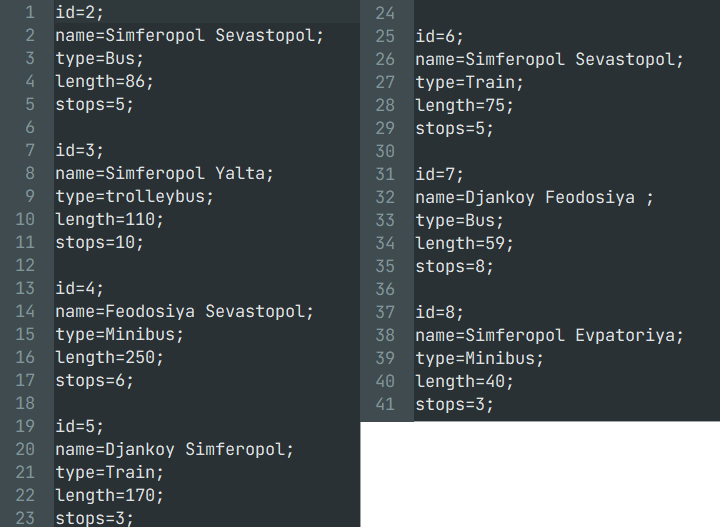 1 id=2;
2 name=Simferopol Sevastopol;
3 type=Bus;
4 length=86;
5 stops=5;
6
7 id=3;
8 name=Simferopol Yalta;
9 type=trolleybus;
10 length=110;
11 stops=10;
12
13 id=4;
14 name=Feodosiya Sevastopol;
15 type=Minibus;
16 length=250;
17 stops=6;
18
19 id=5;
20 name=Djankoy Simferopol;
21 type=Train;
22 length=170;
23 stops=3;
24
25 id=6;
26 name=Simferopol Sevastopol;
27 type=Train;
28 length=75;
29 stops=5;
30
31 id=7;
32 name=Djankoy Feodosiya ;
33 type=Bus;
34 length=59;
35 stops=8;
36
37 id=8;
38 name=Simferopol Evpatoriya;
39 type=Minibus;
40 length=40;
41 stops=3;